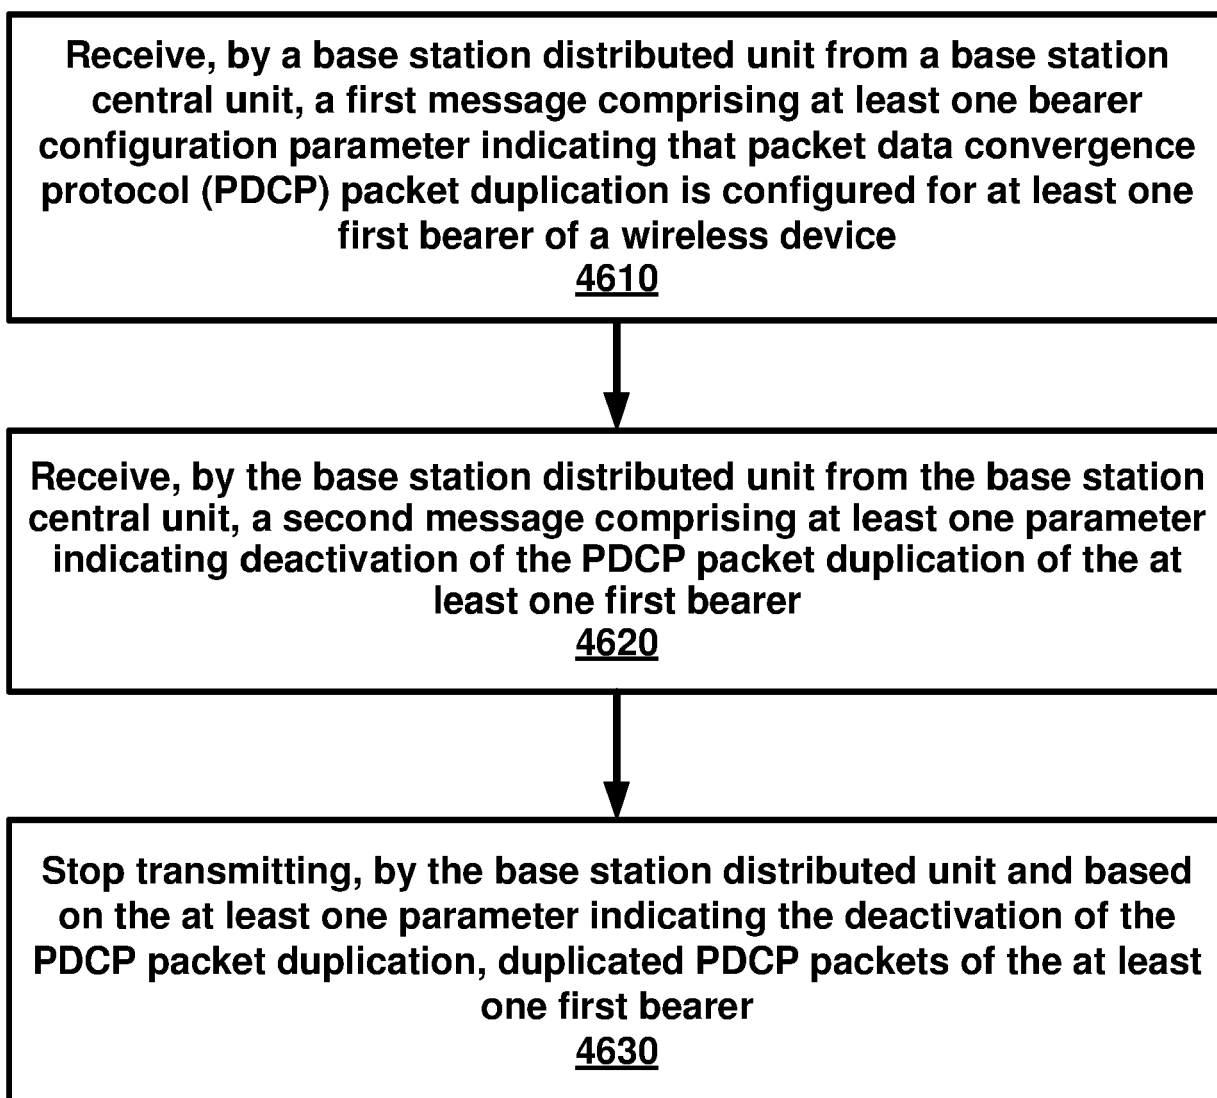 Receive, by a base station distributed unit from a base station
central unit, a first message comprising at least one bearer
configuration parameter indicating that packet data convergence
protocol (PDCP) packet duplication is configured for at least one
first bearer of a wireless device
4610
Receive, by the base station distributed unit from the base station
central unit, a second message comprising at least one parameter
indicating deactivation of the PDCP packet duplication of the at
least one first bearer
4620
Stop transmitting, by the base station distributed unit and based
on the at least one parameter indicating the deactivation of the
PDCP packet duplication, duplicated PDCP packets of the at least
one first bearer
4630